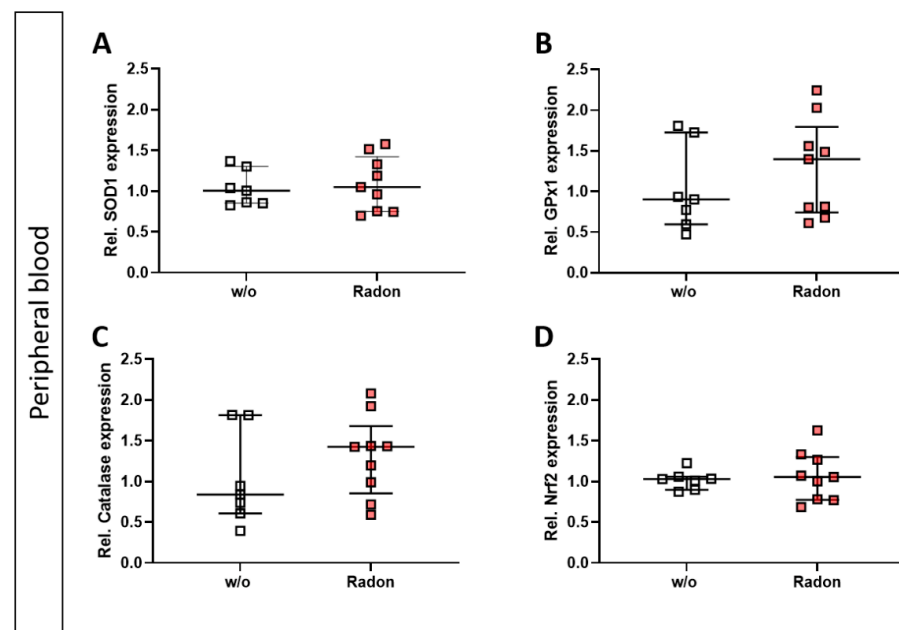 Peripheral blood
A
Rel. SOD1 expression
2.5
2.0
1.5
1.0
0.5
0.0
w/o
Radon
B
Rel. GPx1 expression
2.5
2.0
1.5
1.0
0.5
0.0
w/o
Radon
C
Rel. Catalase expression
2.5
2.0
1.5
1.0
0.5
0.0
w/o
Radon
D
Rel. Nrf2 expression
2.5
2.0
1.5
1.0
0.5
0.0
w/o
Radon